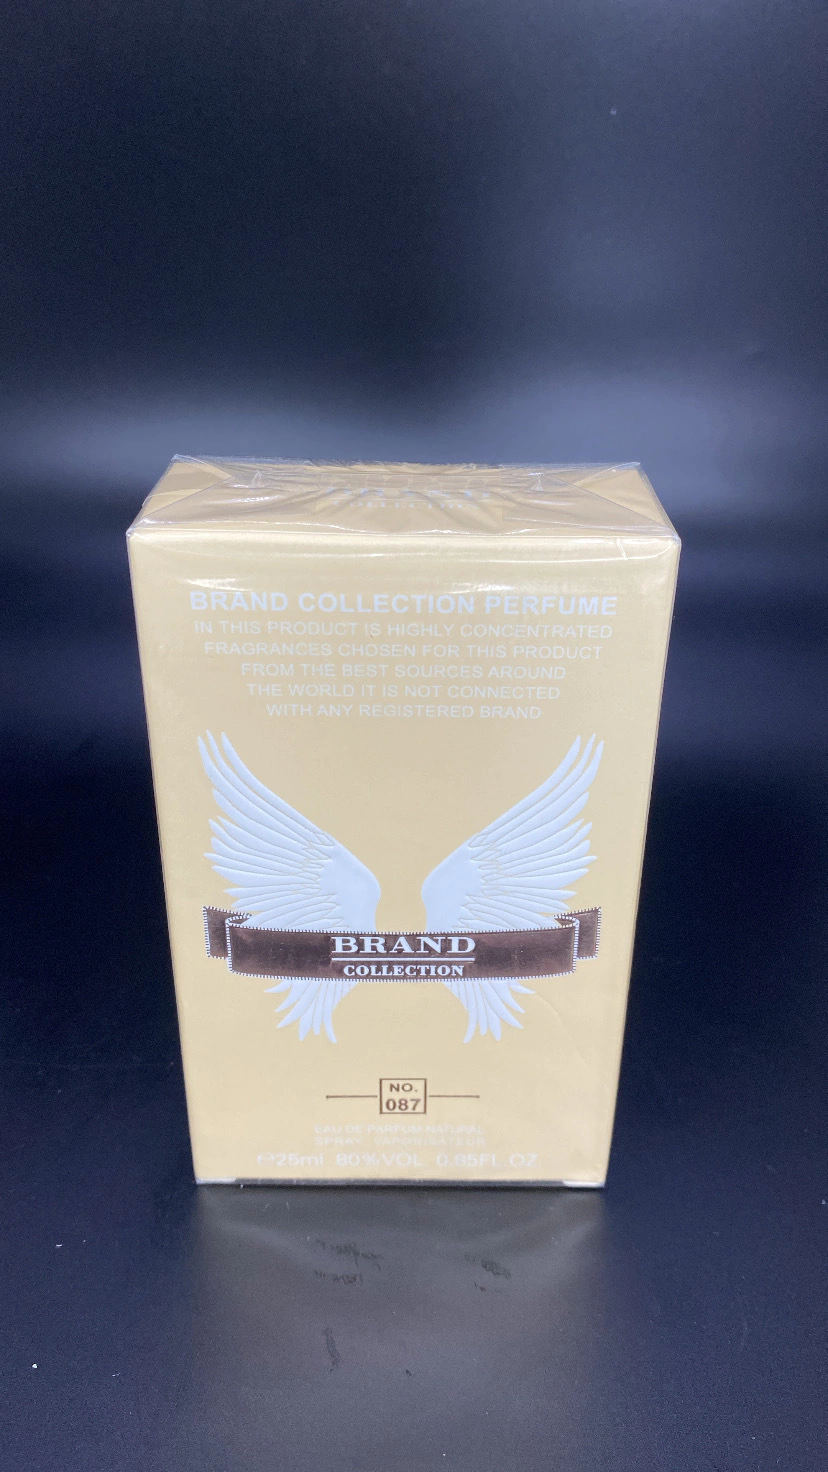 BRAND
BRAND COLLECTION PERFUME
IN THIS PRODUCT IS HIGHLY CONCENTRATED
FRAGRANCES CHOSEN FOR THIS PRODUCT
FROM THE BEST SOURCES AROUND
THE WORLD IT IS NOT CONNECTED
WITH ANY REGISTERED BRAND
BRAND
COLLECTION
NO.
087
EAU DE PARFUM NATURAL
SPRAY VAPORISATEUR
℮25ml 80%VOL 0.85FL.OZ